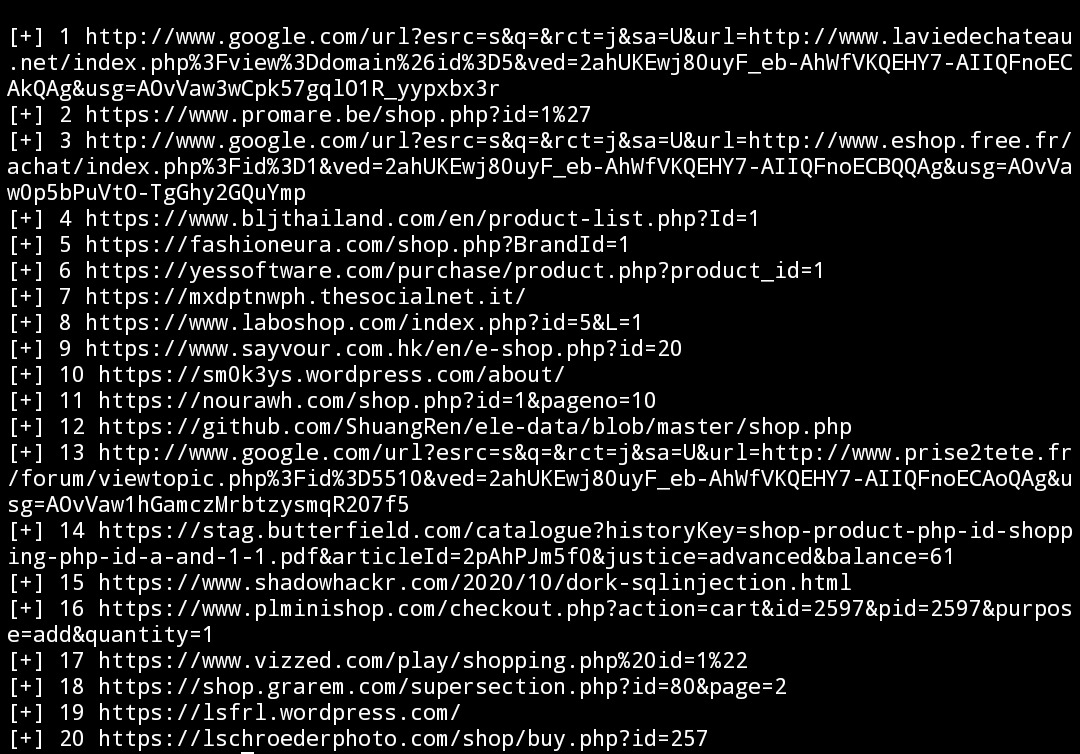 [+] 1 http://www.google.com/url?esrc=s&q=&rct=j&sa=U&url=http://www.laviedechateau
.net/index.php%3Fview%3Ddomain%26id%3D5&ved=2ahUKEwj8OuyF_eb-AhWfVKQEHY7-AIIQFnoEC
AkQAg&usg=AOvVaw3wCpk57gqlO1R_yypxbx3r
[+] 2 https://www.promare.be/shop.php?id=1%27
[+] 3 http://www.google.com/url?esrc=s&q=&rct=j&sa=U&url=http://www.eshop.free.fr/
achat/index.php%3Fid%3D1&ved=2ahUKEwj8OuyF_eb-AhWfVKQEHY7-AIIQFnoECBQQAg&usg=AOvVa
w0p5bPuVtO-TgGhy2GQuYmp
[+] 4 https://www.bljthailand.com/en/product-list.php?Id=1
[+] 5 https://fashioneura.com/shop.php?BrandId=1
[+] 6 https://yessoftware.com/purchase/product.php?product_id=1
[+] 7 https://mxdptnwph.thesocialnet.it/
[+] 8 https://www.laboshop.com/index.php?id=5&L=1
[+] 9 https://www.sayvour.com.hk/en/e-shop.php?id=20
[+] 10 https://sm0k3ys.wordpress.com/about/
[+] 11 https://nourawh.com/shop.php?id=1&pageno=10
[+] 12 https://github.com/ShuangRen/ele-data/blob/master/shop.php
[+] 13 http://www.google.com/url?esrc=s&q=&rct=j&sa=U&url=http://www.prise2tete.fr
/forum/viewtopic.php%3Fid%3D5510&ved=2ahUKEwj8OuyF_eb-AhWfVKQEHY7-AIIQFnoECAoQAg&u
sg=AOvVaw1hGamczMrbtzysmqR2O7f5
[+] 14 https://stag.butterfield.com/catalogue?historyKey=shop-product-php-id-shopp
ing-php-id-a-and-1-1.pdf&articleId=2pAhPJm5f0&justice=advanced&balance=61
[+] 15 https://www.shadowhackr.com/2020/10/dork-sqlinjection.html
[+] 16 https://www.plminishop.com/checkout.php?action=cart&id=2597&pid=2597&purpos
e=add&quantity=1
[+] 17 https://www.vizzed.com/play/shopping.php%20id=1%22
[+] 18 https://shop.grarem.com/supersection.php?id=80&page=2
[+] 19 https://lsfrl.wordpress.com/
[+] 20 https://lschroederphoto.com/shop/buy.php?id=257